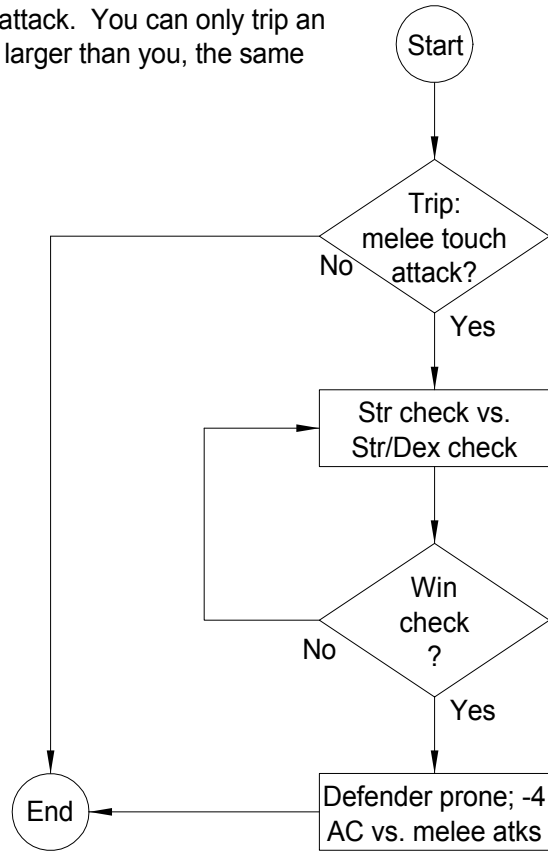 attack.  You can only trip an
larger than you, the same
Start
Trip:
melee touch
attack?
No
Yes
Str check vs.
Str/Dex check
Win
check
?
No
Yes
Defender prone; -4
AC vs. melee atks
End